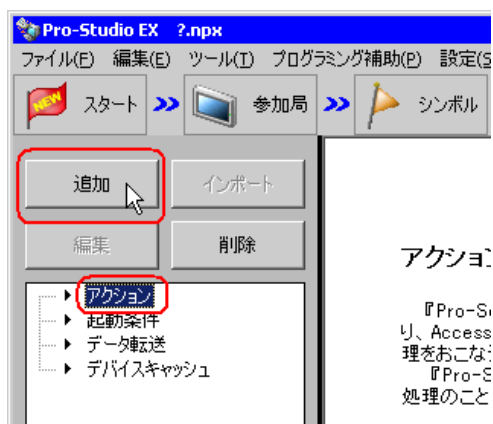 Pro-Studio EX ?.npx
ファイル(F) 編集(E) ツール(T) プログラミング補助(P) 設定(S
NEW スタート 参加局 シンボル
追加 インポート
編集 削除
アクション
起動条件
データ転送
デバイスキャッシュ
アクション
『Pro-Se
り、Access
理をおこな
『Pro-S
処理のこと